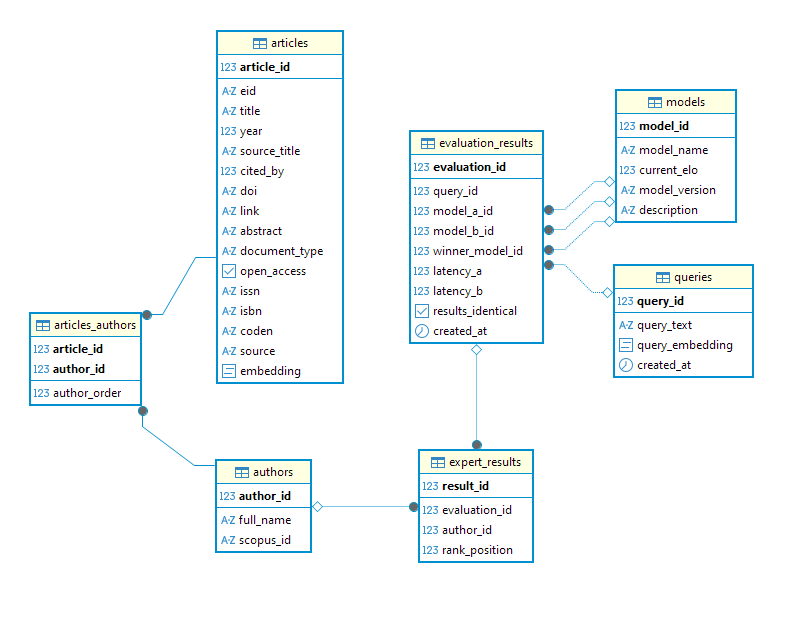 articles
123 article_id
A-Z eid
A-Z title
123 year
A-Z source_title
123 cited_by
A-Z doi
A-Z link
A-Z abstract
A-Z document_type
open_access
A-Z issn
A-Z isbn
A-Z coden
A-Z source
embedding
articles_authors
123 article_id
123 author_id
123 author_order
authors
123 author_id
A-Z full_name
A-Z scopus_id
evaluation_results
123 evaluation_id
123 query_id
123 model_a_id
123 model_b_id
123 winner_model_id
123 latency_a
123 latency_b
results_identical
created_at
expert_results
123 result_id
123 evaluation_id
123 author_id
123 rank_position
models
123 model_id
A-Z model_name
123 current_elo
A-Z model_version
A-Z description
queries
123 query_id
A-Z query_text
query_embedding
created_at